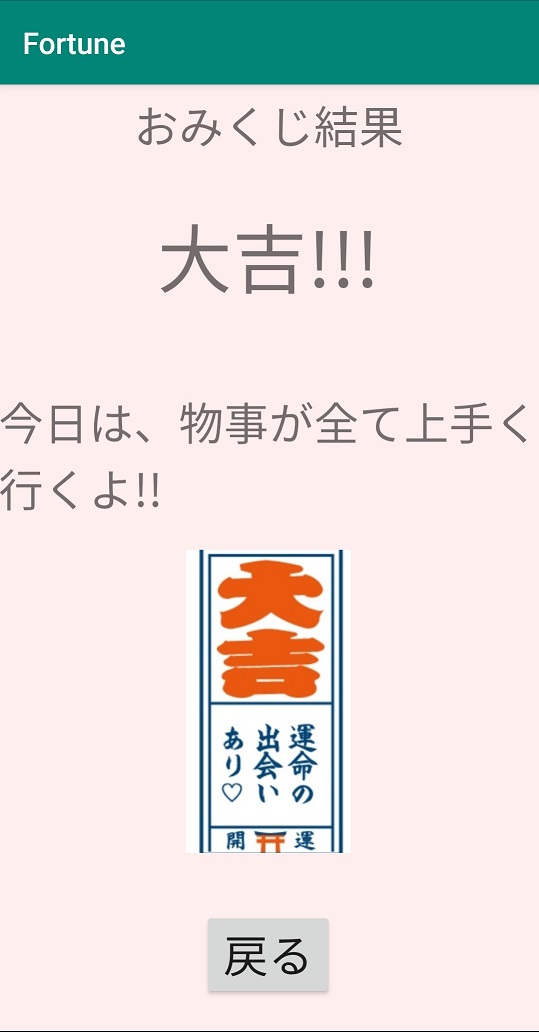 Fortune
おみくじ結果
大吉!!!
今日は、物事が全て上手く
行くよ!!
大吉
運命の
出会い
あり♡
開運
戻る